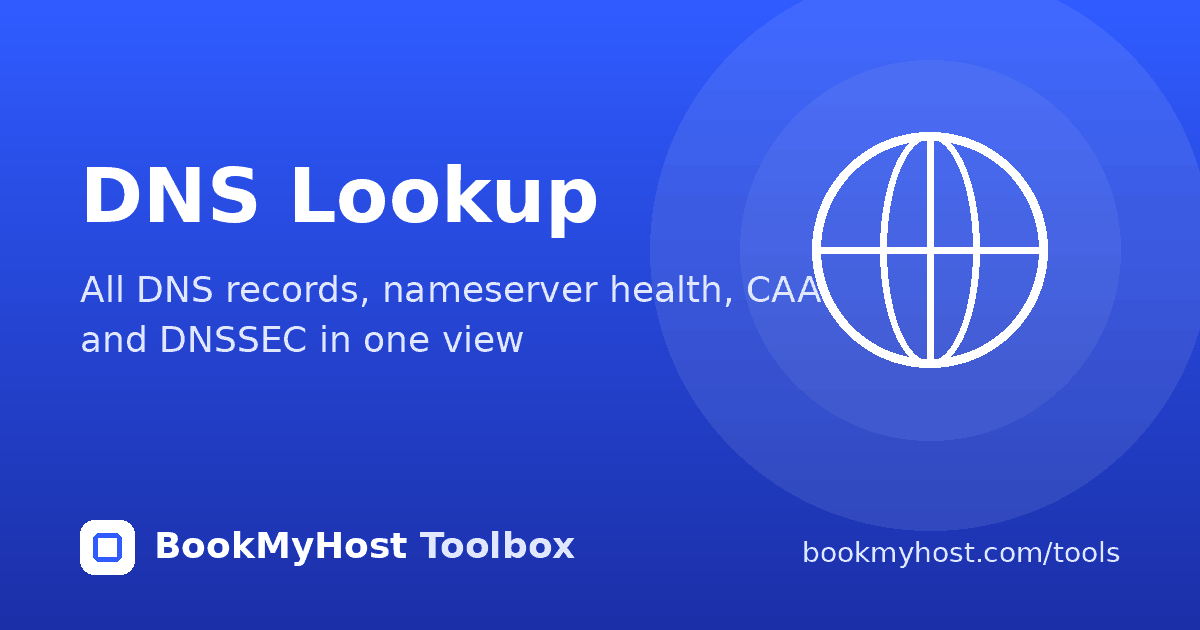 DNS Lookup
All DNS records, nameserver health, CAA
and DNSSEC in one view
BookMyHost Toolbox
bookmyhost.com/tools